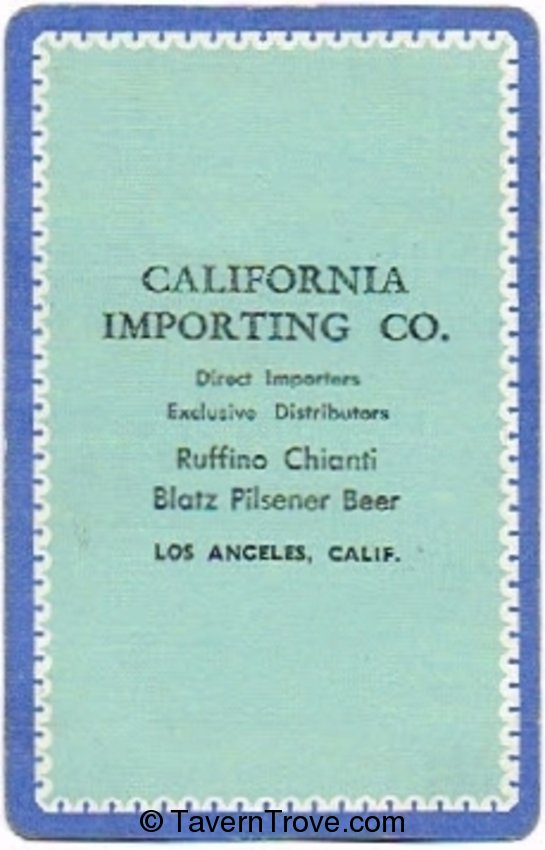 CALIFORNIA
IMPORTING CO.
Direct Importers
Exclusive Distributors
Ruffino Chianti
Blatz Pilsener Beer
LOS ANGELES, CALIF.
© TavernTrove.com